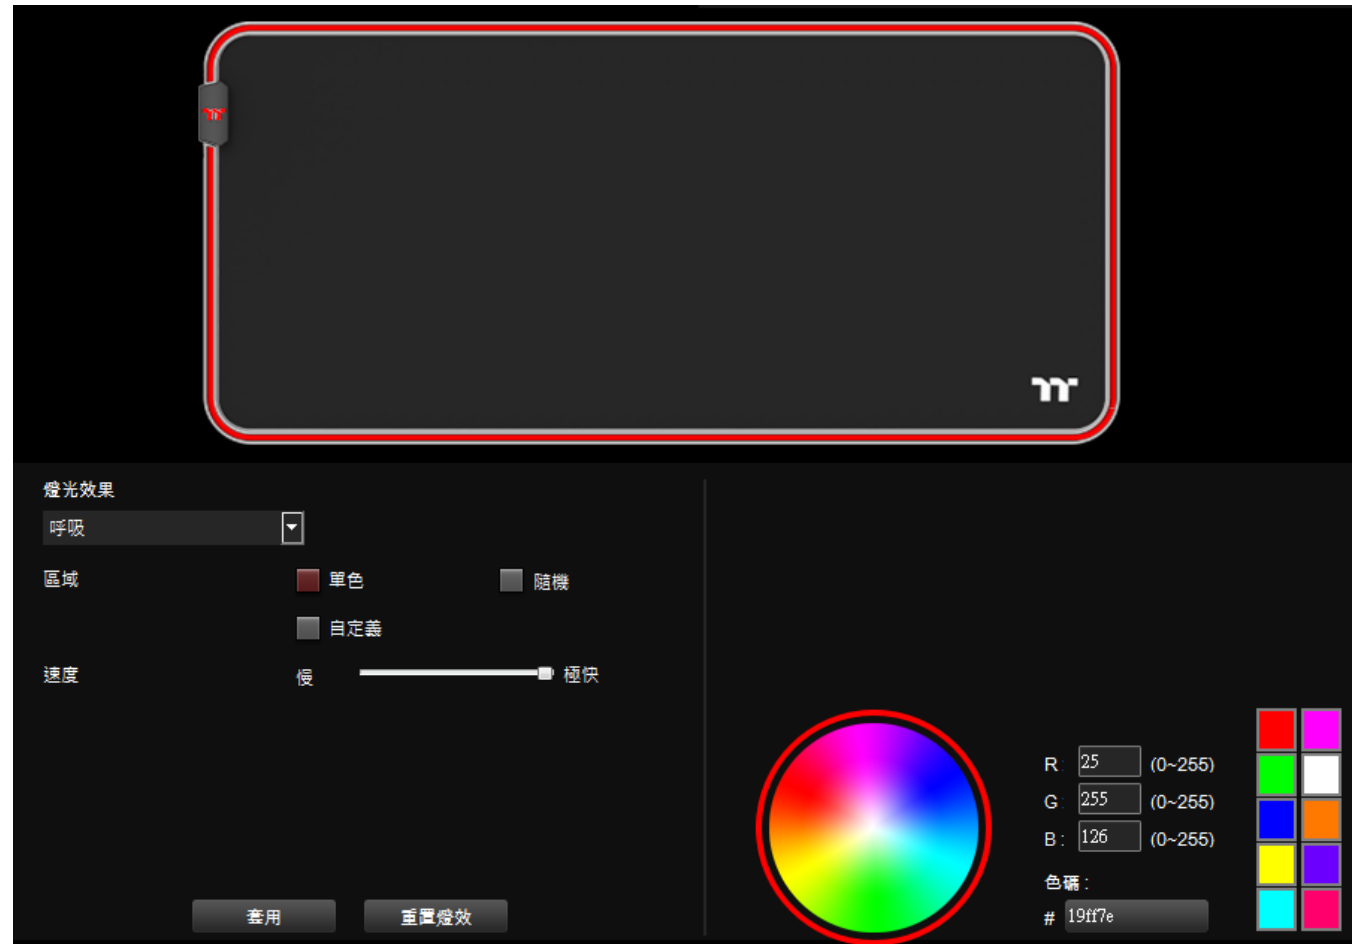 燈光效果
呼吸
區域 單色 隨機
自定義
速度 慢 極快
套用 重置燈效
R: 25 (0~255)
G: 255 (0~255)
B: 126 (0~255)
色碼:
# 19ff7e